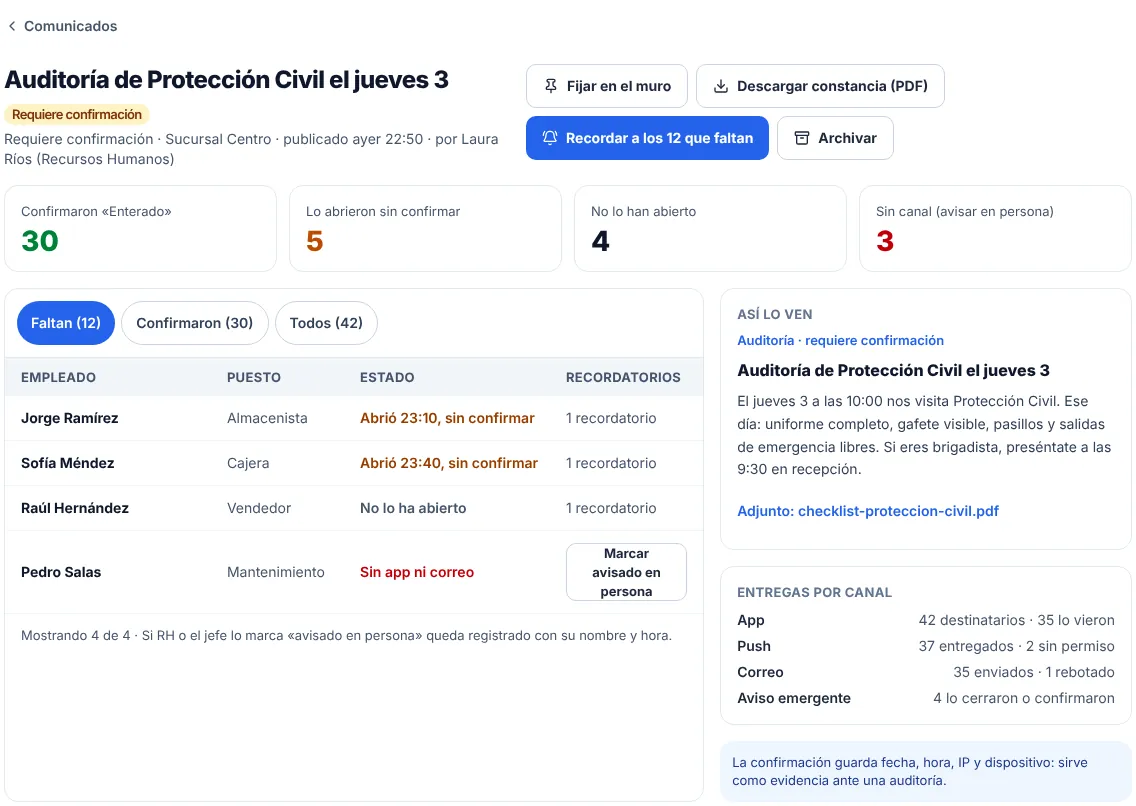 Comunicados
Auditoría de Protección Civil el jueves 3
Requiere confirmación
Requiere confirmación · Sucursal Centro · publicado ayer 22:50 · por Laura
Ríos (Recursos Humanos)
Fijar en el muro
Descargar constancia (PDF)
Recordar a los 12 que faltan
Archivar
Confirmaron «Enterado»
30
Lo abrieron sin confirmar
5
No lo han abierto
4
Sin canal (avisar en persona)
3
Faltan (12)
Confirmaron (30)
Todos (42)
EMPLEADO PUESTO ESTADO RECORDATORIOS
Jorge Ramírez Almacenista Abrió 23:10, sin confirmar 1 recordatorio
Sofía Méndez Cajera Abrió 23:40, sin confirmar 1 recordatorio
Raúl Hernández Vendedor No lo ha abierto 1 recordatorio
Pedro Salas Mantenimiento Sin app ni correo
Marcar
avisado en
persona
Mostrando 4 de 4 · Si RH o el jefe lo marca «avisado en persona» queda registrado con su nombre y hora.
ASÍ LO VEN
Auditoría · requiere confirmación
Auditoría de Protección Civil el jueves 3
El jueves 3 a las 10:00 nos visita Protección Civil. Ese
día: uniforme completo, gafete visible, pasillos y salidas
de emergencia libres. Si eres brigadista, preséntate a las
9:30 en recepción.
Adjunto: checklist-proteccion-civil.pdf
ENTREGAS POR CANAL
App 42 destinatarios · 35 lo vieron
Push 37 entregados · 2 sin permiso
Correo 35 enviados · 1 rebotado
Aviso emergente 4 lo cerraron o confirmaron
La confirmación guarda fecha, hora, IP y dispositivo: sirve
como evidencia ante una auditoría.